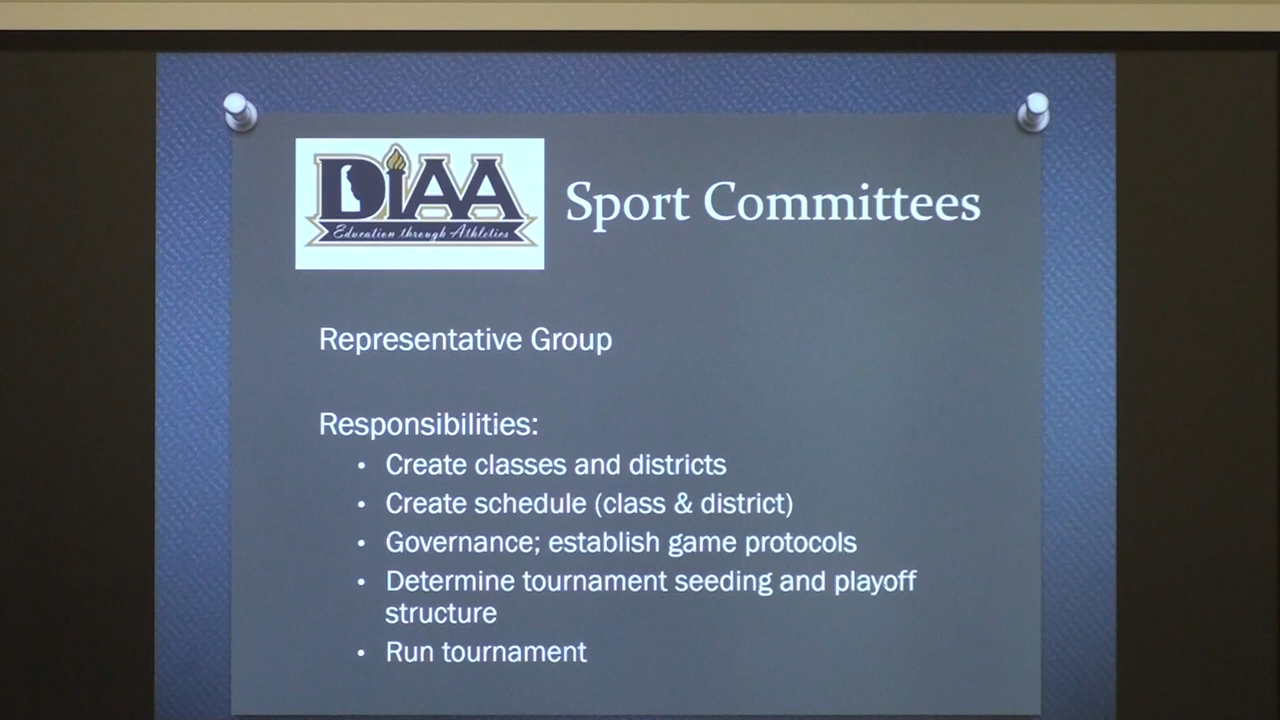 DIAA
Education through Athletics
Sport Committees
Representative Group
Responsibilities:
• Create classes and districts
• Create schedule (class & district)
• Governance; establish game protocols
• Determine tournament seeding and playoff
structure
• Run tournament